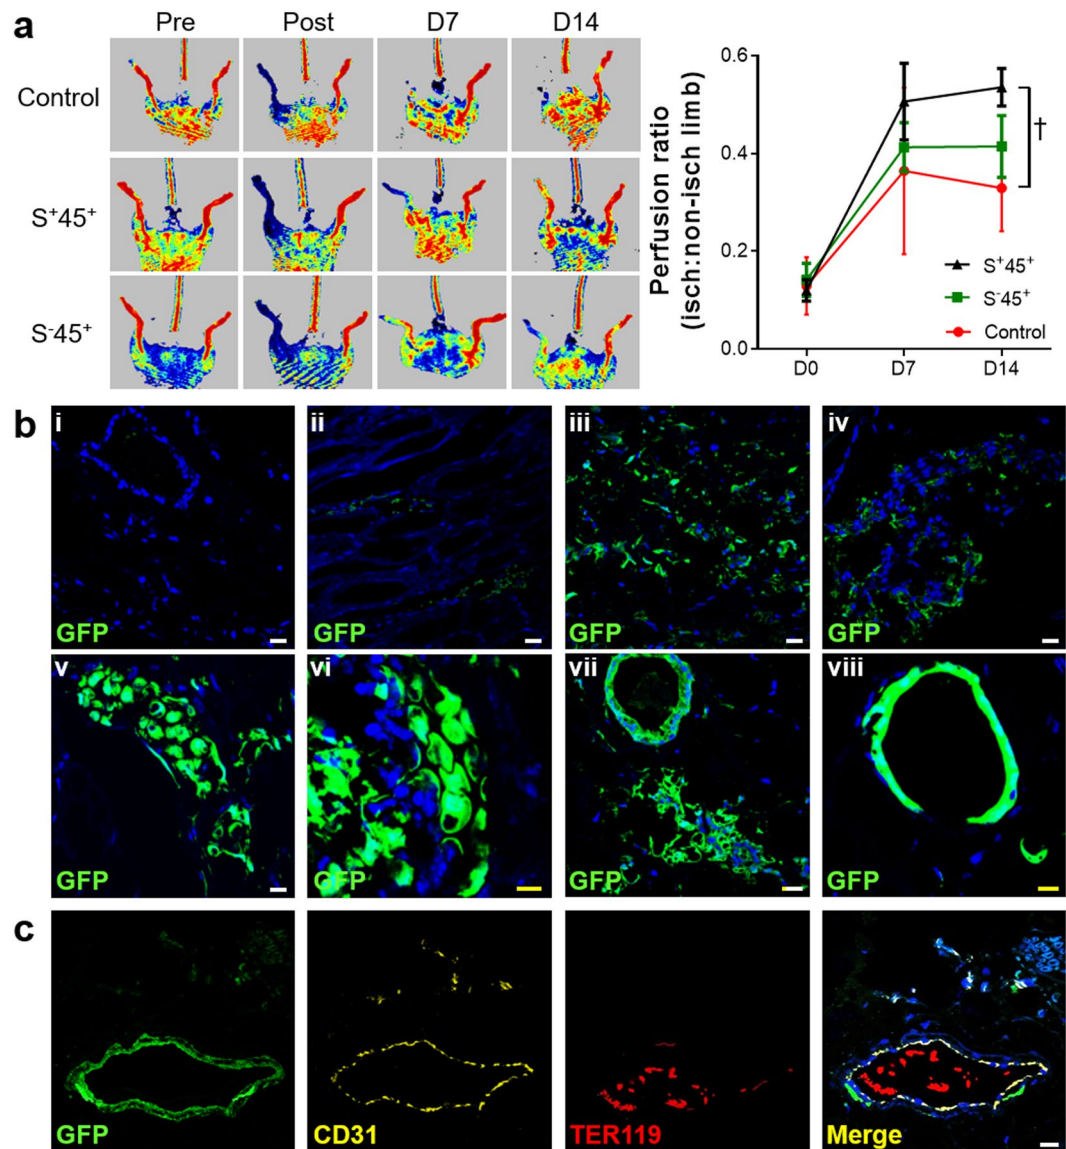 a
Pre Post D7 D14
Control
S⁺45⁺
S⁻45⁺
Perfusion ratio
(isch:non-isch limb)
0.6
0.4
0.2
0.0
D0 D7 D14
†
S⁺45⁺
S⁻45⁺
Control
b
i ii iii iv
GFP GFP GFP GFP
v vi vii viii
GFP GFP GFP GFP
c
GFP CD31 TER119 Merge